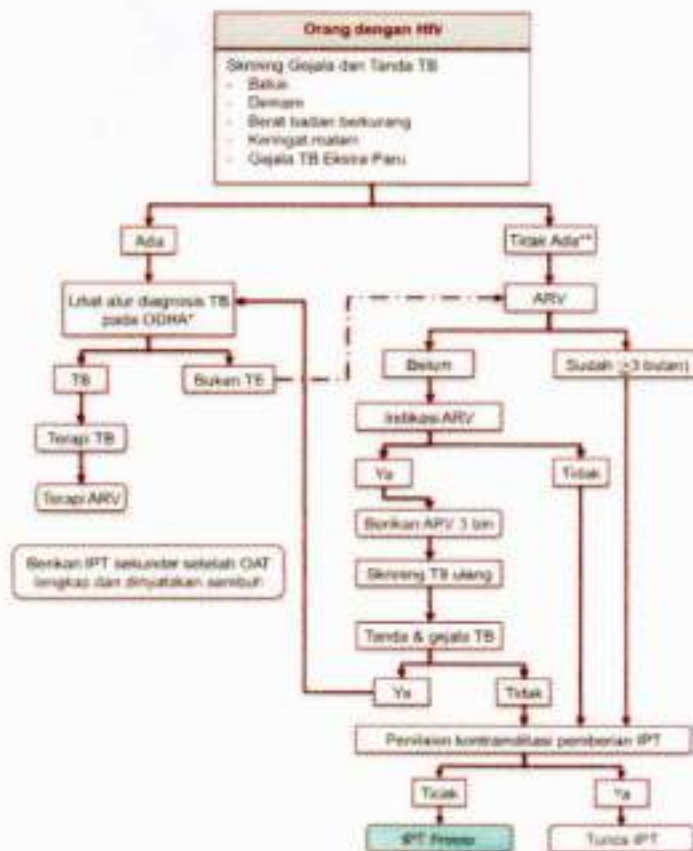 Orang dengan HIV
Skrining Gejala dan Tanda TB
- Batuk
- Demam
- Berat badan berkurang
- Keringat malam
- Gejala TB Ekstra Paru
Ada
Tidak Ada**
Lihat alur diagnosis TB
pada ODHA*
ARV
TB
Bukan TB
Belum
Sudah (>3 bulan)
Terapi TB
Indikasi ARV
Terapi ARV
Ya
Tidak
Berikan ARV 3 bln
Berikan IPT sekunder setelah OAT
lengkap dan dinyatakan sembuh
Skrining TB ulang
Tanda & gejala TB
Ya
Tidak
Penilaian kontraindikasi pemberian IPT
Tidak
Ya
IPT Primer
Tunda IPT